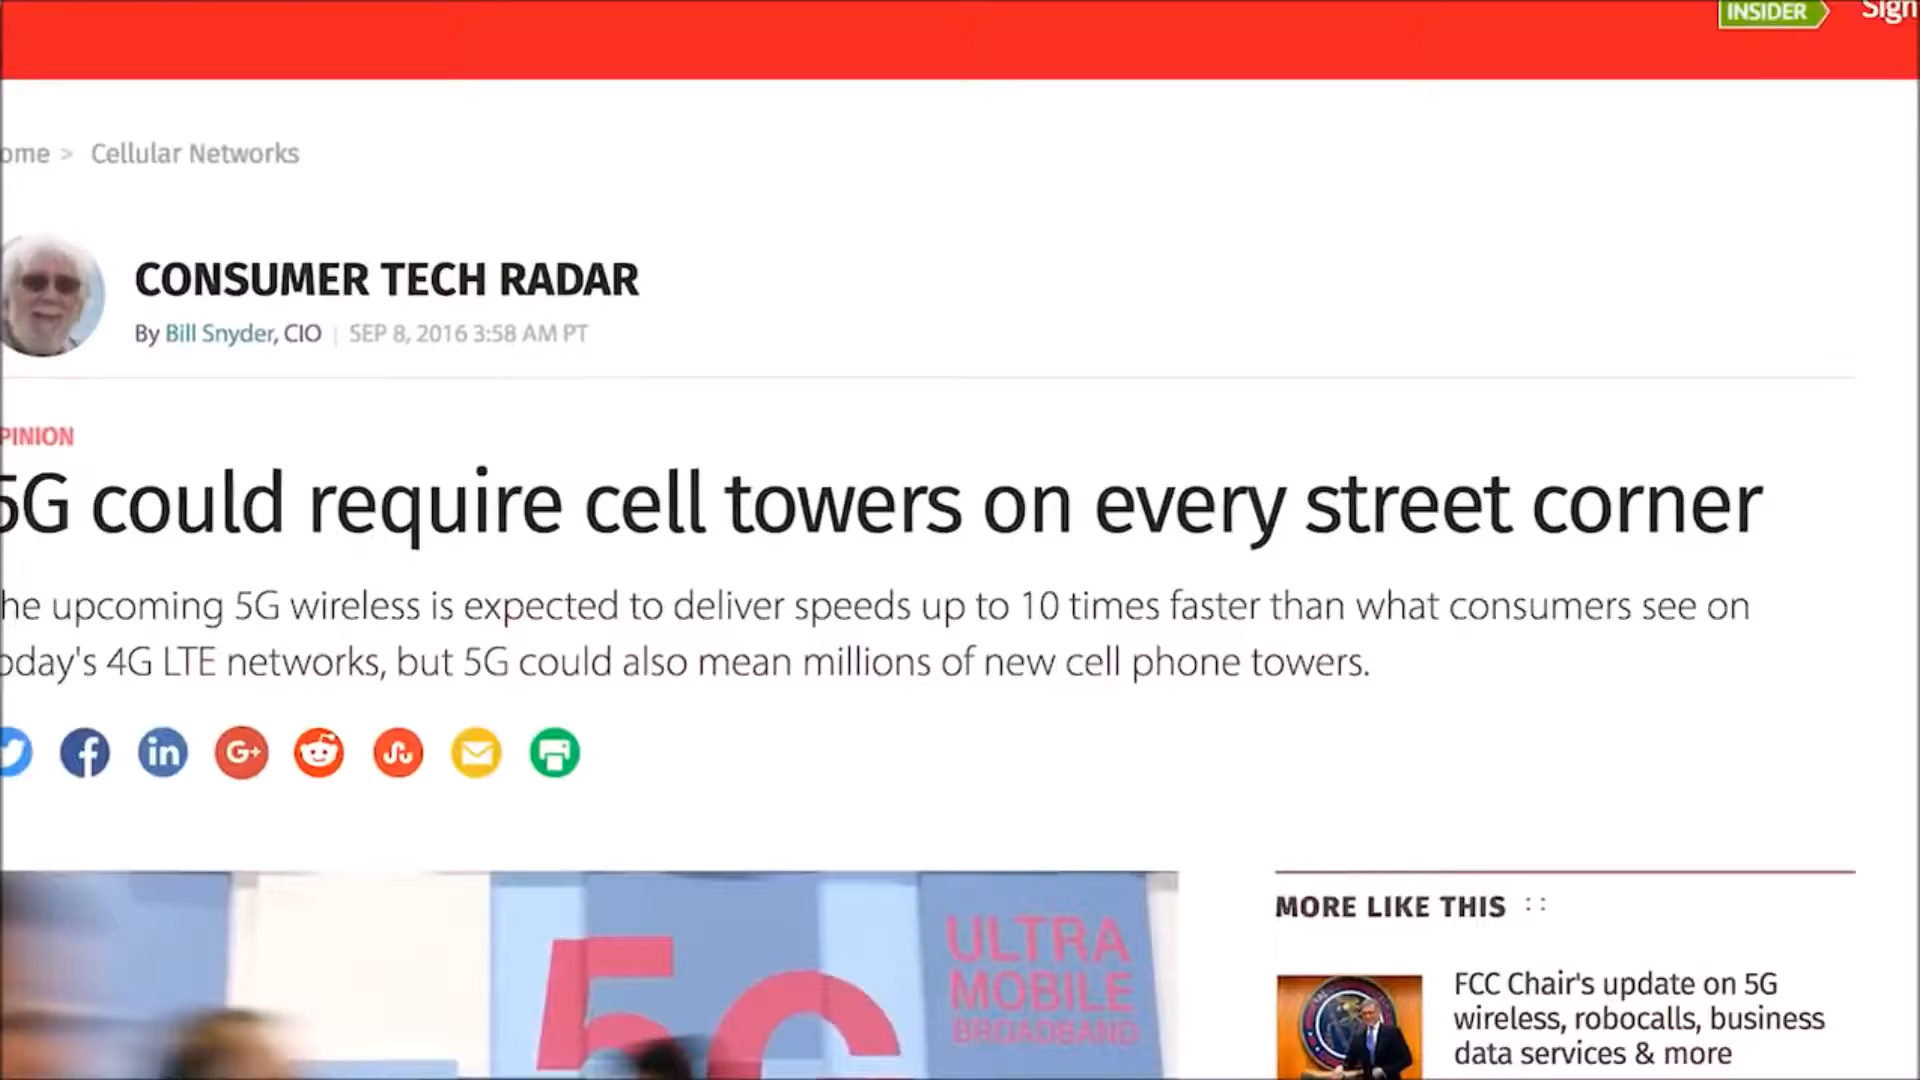 INSIDER Sign
ome > Cellular Networks
CONSUMER TECH RADAR
By Bill Snyder, CIO | SEP 8, 2016 3:58 AM PT
PINION
5G could require cell towers on every street corner
he upcoming 5G wireless is expected to deliver speeds up to 10 times faster than what consumers see on
oday's 4G LTE networks, but 5G could also mean millions of new cell phone towers.
in G+
5G
ULTRA
MOBILE
BROADBAND
MORE LIKE THIS
FCC Chair's update on 5G
wireless, robocalls, business
data services & more